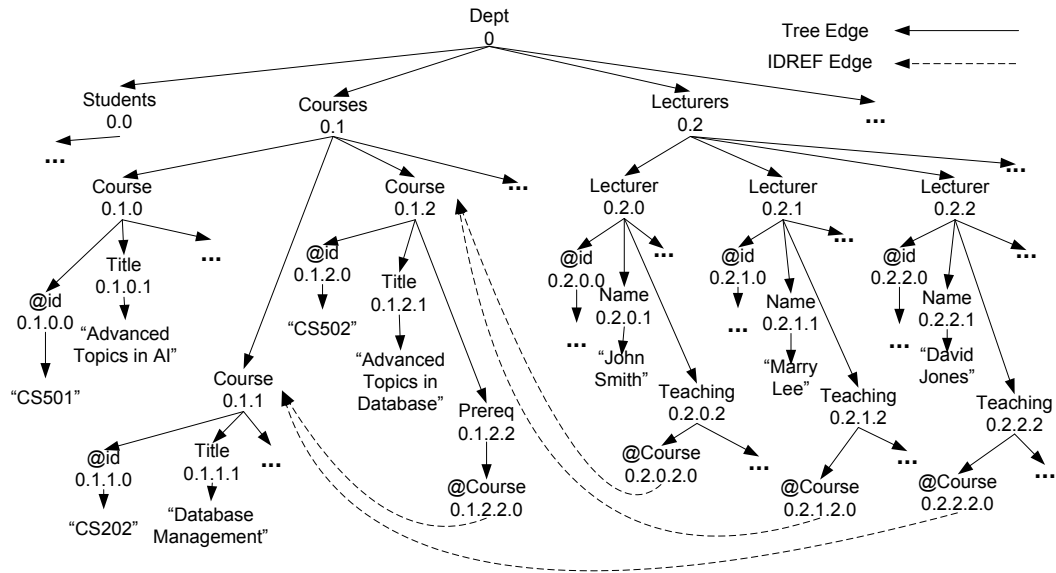 Dept
0
Tree Edge
IDREF Edge
Students
0.0
...
Courses
0.1
Lecturers
0.2
...
Course
0.1.0
Course
0.1.2
...
Lecturer
0.2.0
Lecturer
0.2.1
Lecturer
0.2.2
...
@id
0.1.0.0
Title
0.1.0.1
...
@id
0.1.2.0
Title
0.1.2.1
@id
0.2.0.0
Name
0.2.0.1
...
@id
0.2.1.0
Name
0.2.1.1
...
@id
0.2.2.0
Name
0.2.2.1
...
“CS501”
“Advanced
Topics in AI”
“CS502”
“Advanced
Topics in
Database”
...
“John
Smith”
...
“Marry
Lee”
...
“David
Jones”
Course
0.1.1
Prereq
0.1.2.2
Teaching
0.2.0.2
Teaching
0.2.1.2
Teaching
0.2.2.2
@id
0.1.1.0
Title
0.1.1.1
...
@Course
0.1.2.2.0
@Course
0.2.0.2.0
...
@Course
0.2.1.2.0
...
@Course
0.2.2.2.0
...
“CS202”
“Database
Management”